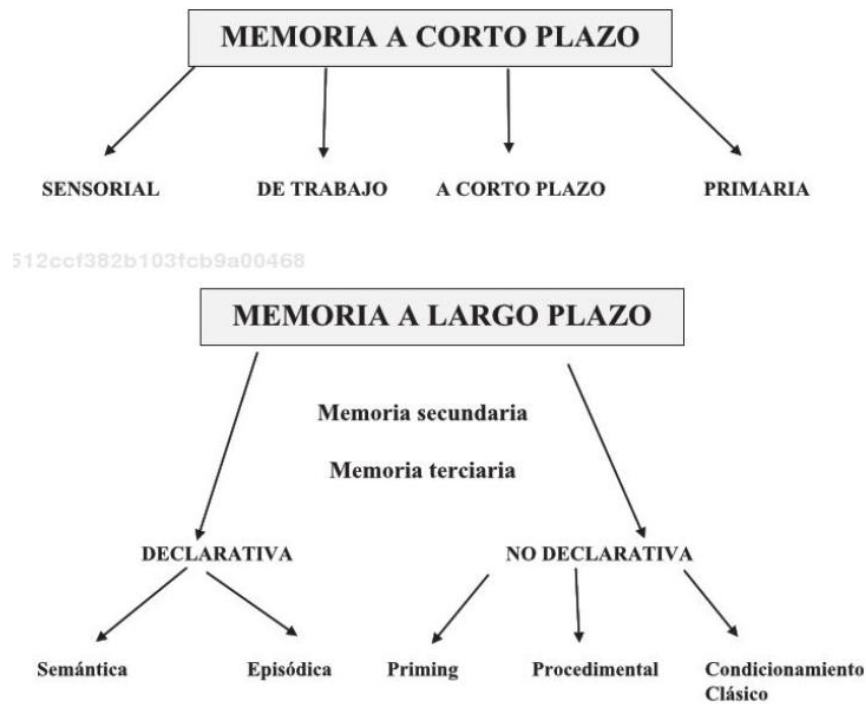 MEMORIA A CORTO PLAZO
SENSORIAL DE TRABAJO A CORTO PLAZO PRIMARIA
512ccf382b103fcb9a00468
MEMORIA A LARGO PLAZO
Memoria secundaria
Memoria terciaria
DECLARATIVA NO DECLARATIVA
Semántica Episódica Priming Procedimental Condicionamiento
Clásico